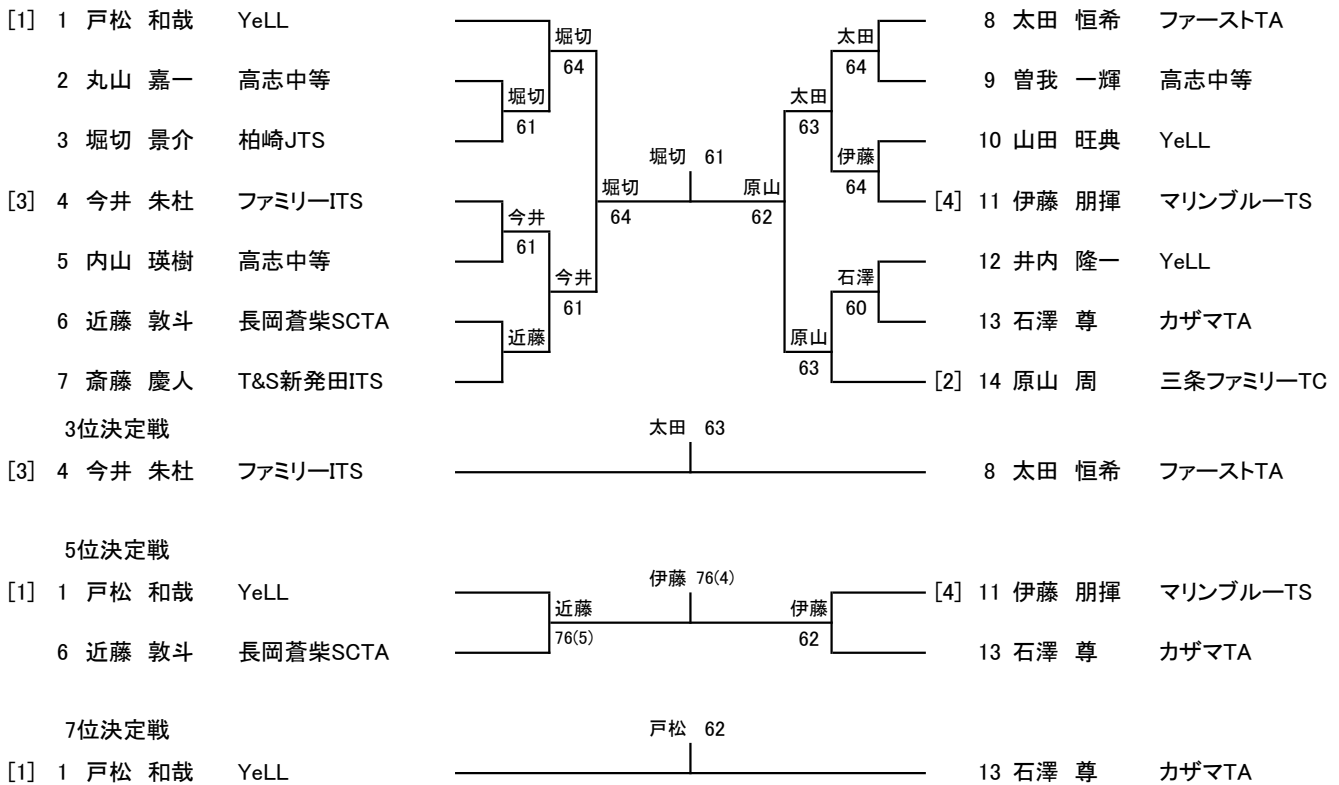 [1] 1 戸松 和哉 YeLL 8 太田 恒希 ファーストTA
堀切 太田
64 64
2 丸山 嘉一 高志中等 9 曽我 一輝 高志中等
堀切 太田
61 63
3 堀切 景介 柏崎JTS 10 山田 旺典 YeLL
堀切 61 伊藤
堀切 原山 64
[3] 4 今井 朱杜 ファミリーITS [4] 11 伊藤 朋揮 マリンブルーTS
今井 64 62
61
5 内山 瑛樹 高志中等 12 井内 隆一 YeLL
今井 石澤
61 60
6 近藤 敦斗 長岡蒼柴SCTA 13 石澤 尊 カザマTA
近藤 原山
63
7 斎藤 慶人 T&S新発田ITS [2] 14 原山 周 三条ファミリーTC
3位決定戦 太田 63
[3] 4 今井 朱杜 ファミリーITS 8 太田 恒希 ファーストTA
5位決定戦
伊藤 76(4)
[1] 1 戸松 和哉 YeLL [4] 11 伊藤 朋揮 マリンブルーTS
近藤 伊藤
76(5) 62
6 近藤 敦斗 長岡蒼柴SCTA 13 石澤 尊 カザマTA
7位決定戦 戸松 62
[1] 1 戸松 和哉 YeLL 13 石澤 尊 カザマTA